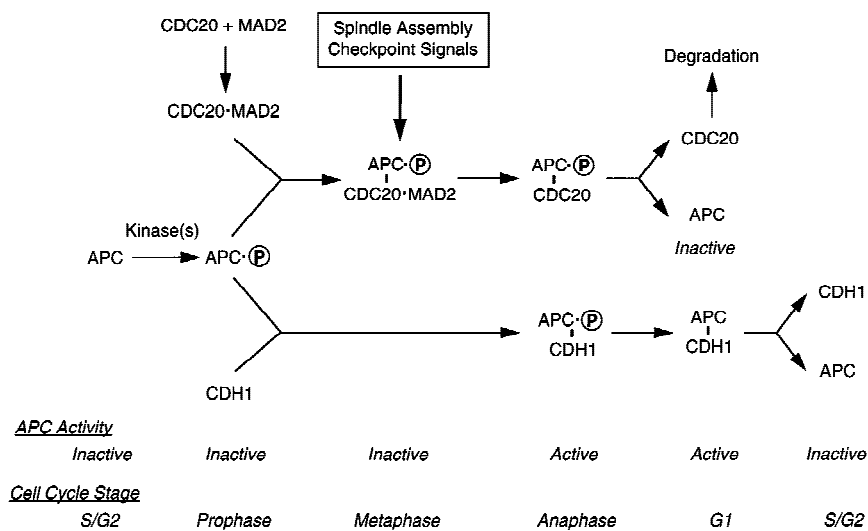 CDC20 + MAD2
Spindle Assembly
Checkpoint Signals
Degradation
CDC20·MAD2
CDC20
APC·P
CDC20·MAD2
APC·P
CDC20
APC
Inactive
Kinase(s)
APC
APC·P
CDH1
APC·P
CDH1
APC
CDH1
CDH1
APC
APC Activity
Inactive Inactive Inactive Active Active Inactive
Cell Cycle Stage
S/G2 Prophase Metaphase Anaphase G1 S/G2